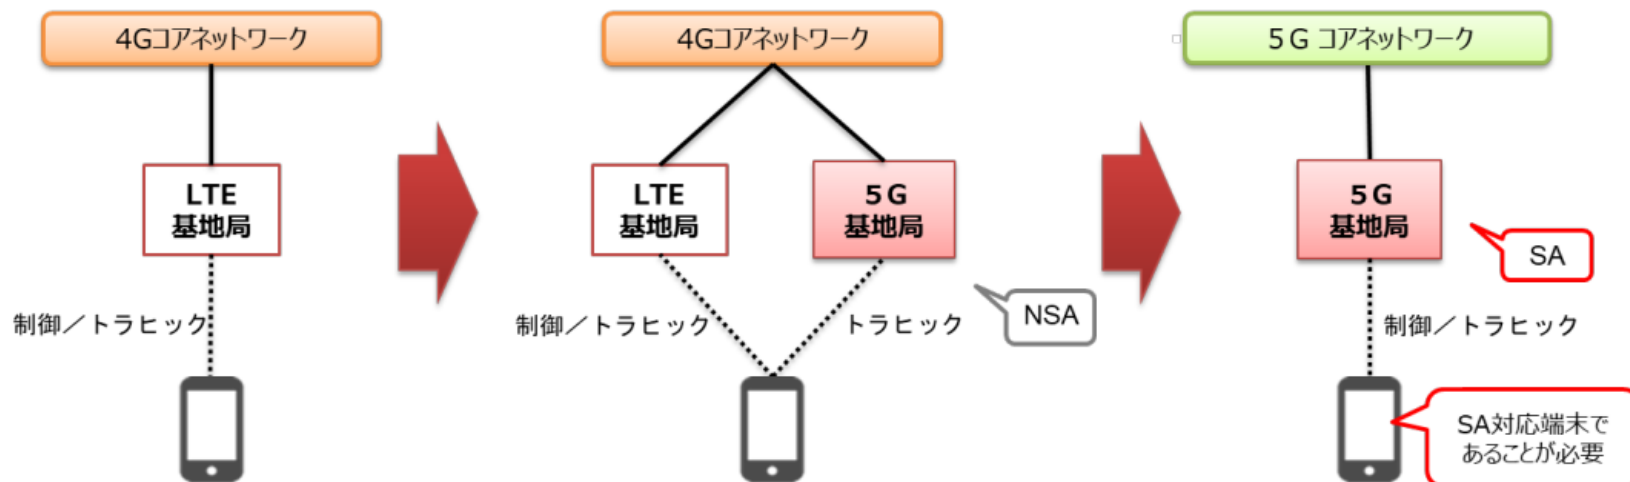 4Gコアネットワーク
4Gコアネットワーク
5G コアネットワーク
LTE
基地局
LTE
基地局
5G
基地局
5G
基地局
SA
NSA
制御／トラヒック
制御／トラヒック
トラヒック
制御／トラヒック
SA対応端末で
あることが必要